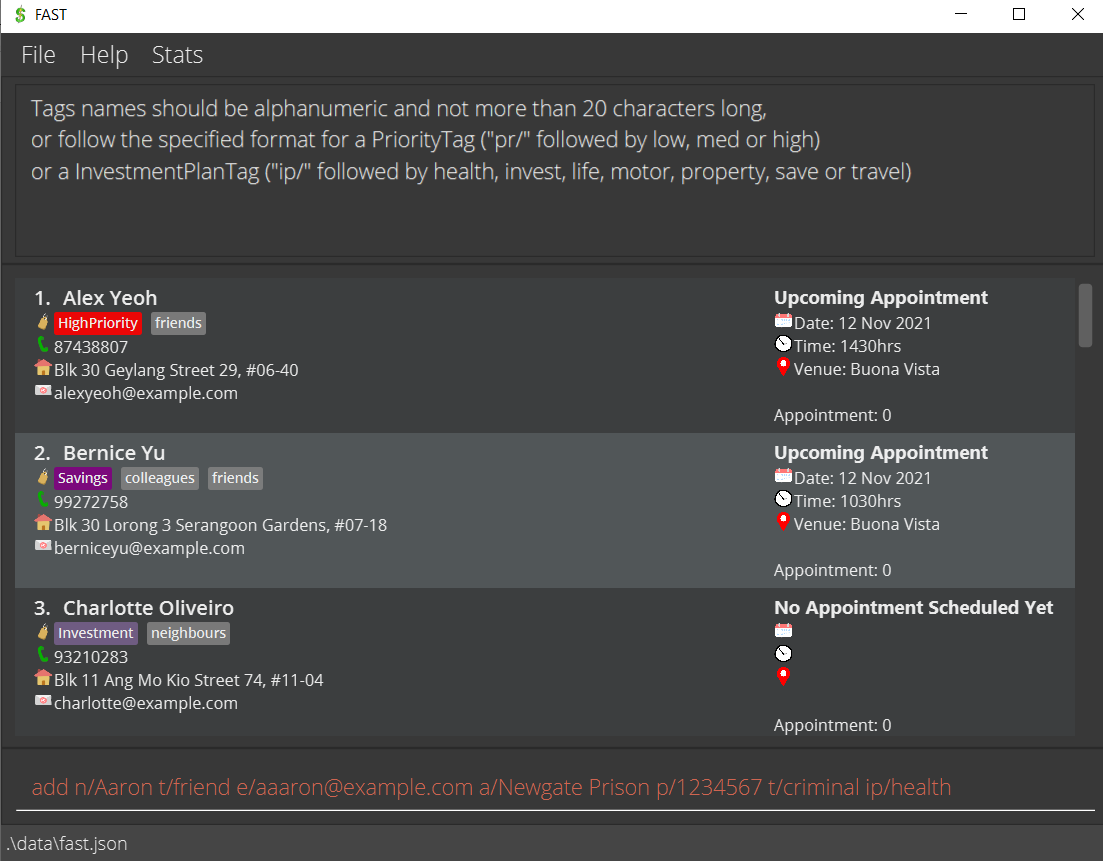 FAST
File Help Stats
Tags names should be alphanumeric and not more than 20 characters long,
or follow the specified format for a PriorityTag ("pr/" followed by low, med or high)
or a InvestmentPlanTag ("ip/" followed by health, invest, life, motor, property, save or travel)
1. Alex Yeoh
HighPriority friends
87438807
Blk 30 Geylang Street 29, #06-40
alexyeoh@example.com
Upcoming Appointment
Date: 12 Nov 2021
Time: 1430hrs
Venue: Buona Vista
Appointment: 0
2. Bernice Yu
Savings colleagues friends
99272758
Blk 30 Lorong 3 Serangoon Gardens, #07-18
berniceyu@example.com
Upcoming Appointment
Date: 12 Nov 2021
Time: 1030hrs
Venue: Buona Vista
Appointment: 0
3. Charlotte Oliveiro
Investment neighbours
93210283
Blk 11 Ang Mo Kio Street 74, #11-04
charlotte@example.com
No Appointment Scheduled Yet
Appointment: 0
add n/Aaron t/friend e/aaaron@example.com a/Newgate Prison p/1234567 t/criminal ip/health
.\data\fast.json